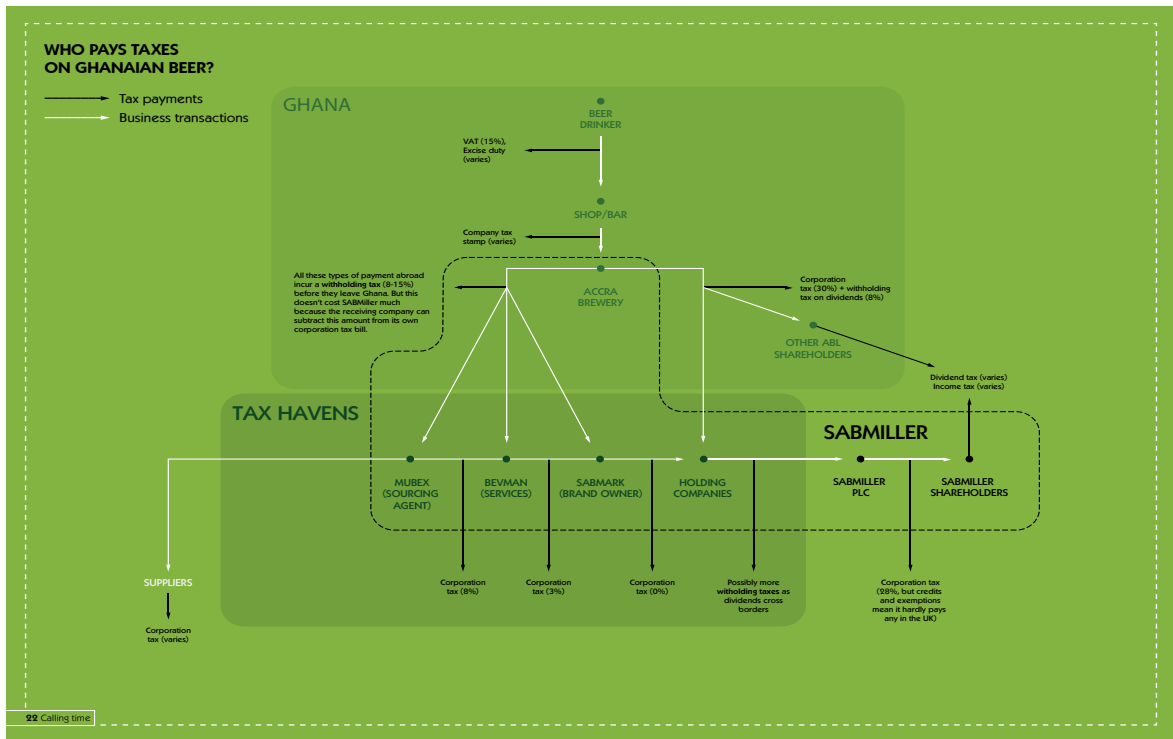 WHO PAYS TAXES
ON GHANAIAN BEER?
Tax payments
Business transactions
GHANA
BEER
DRINKER
VAT (15%),
Excise duty
(varies)
SHOP/BAR
Company tax
stamp (varies)
All these types of payment abroad
incur a withholding tax (8-15%)
before they leave Ghana. But this
doesn't cost SABMiller much
because the receiving company can
subtract this amount from its own
corporation tax bill.
ACCRA
BREWERY
Corporation
tax (30%) + withholding
tax on dividends (8%)
OTHER ABL
SHAREHOLDERS
Dividend tax (varies)
Income tax (varies)
TAX HAVENS
SABMILLER
MUBEX
(SOURCING
AGENT)
BEVMAN
(SERVICES)
SABMARK
(BRAND OWNER)
HOLDING
COMPANIES
SABMILLER
PLC
SABMILLER
SHAREHOLDERS
SUPPLIERS
Corporation
tax (varies)
Corporation
tax (8%)
Corporation
tax (3%)
Corporation
tax (0%)
Possibly more
witholding taxes as
dividends cross
borders
Corporation tax
(28%, but credits
and exemptions
mean it hardly pays
any in the UK)
22 Calling time